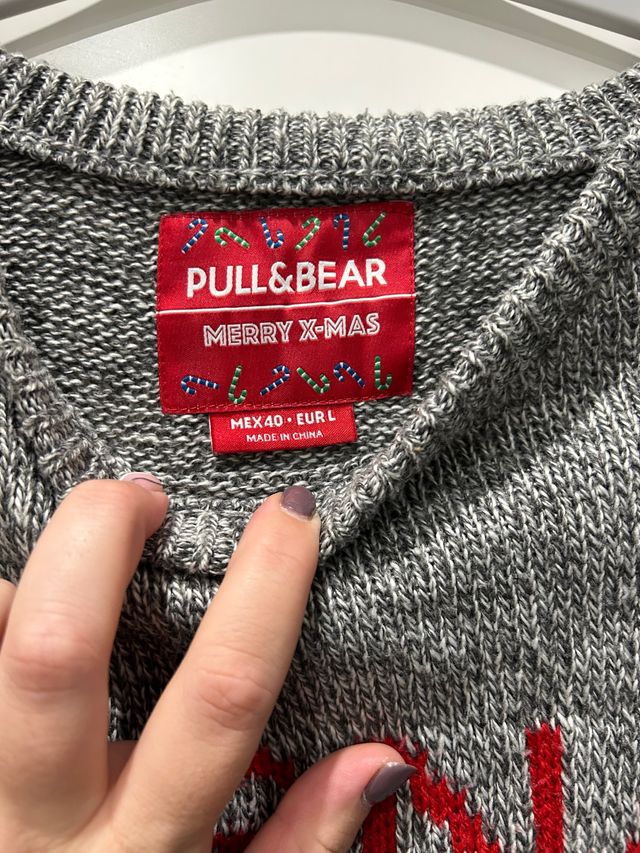 PULL&BEAR
MERRY X-MAS
MEX40 • EUR L
MADE IN CHINA